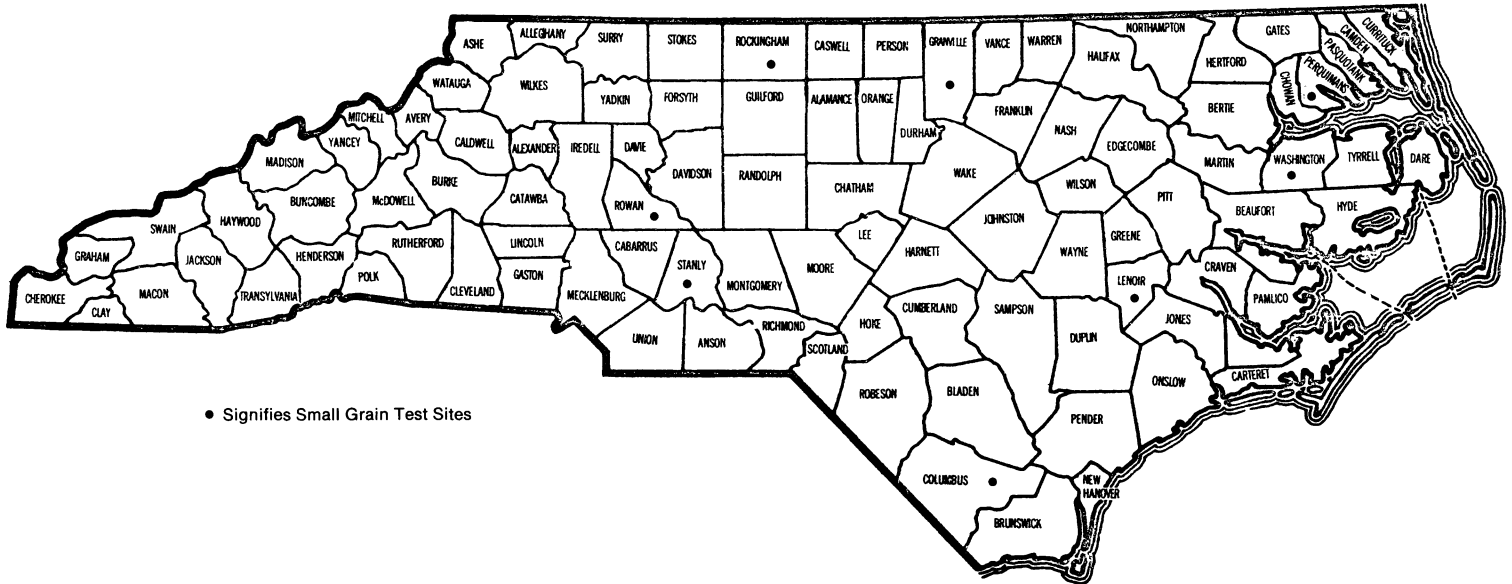 ASHE
ALLEGHANY
SURRY
STOKES
ROCKINGHAM
CASWELL
PERSON
GRANVILLE
VANCE
WARREN
NORTHAMPTON
HALIFAX
HERTFORD
GATES
CURRITUCK
CAMDEN
PASQUOTANK
PERQUIMANS
CHOWAN
WATAUGA
WILKES
YADKIN
FORSYTH
GUILFORD
ALAMANCE
ORANGE
DURHAM
FRANKLIN
NASH
BERTIE
MITCHELL
AVERY
YANCEY
CALDWELL
ALEXANDER
IREDELL
DAVIE
EDGECOMBE
MADISON
MARTIN
WASHINGTON
TYRRELL
DARE
BURKE
DAVIDSON
RANDOLPH
CHATHAM
WAKE
WILSON
BUNCOMBE
McDOWELL
CATAWBA
ROWAN
PITT
HAYWOOD
SWAIN
JOHNSTON
BEAUFORT
HYDE
LEE
RUTHERFORD
LINCOLN
CABARRUS
HARNETT
WAYNE
GREENE
GRAHAM
JACKSON
HENDERSON
STANLY
MOORE
CRAVEN
POLK
GASTON
LENOIR
CHEROKEE
MACON
TRANSYLVANIA
CLEVELAND
MECKLENBURG
MONTGOMERY
CUMBERLAND
SAMPSON
PAMLICO
CLAY
RICHMOND
HOKE
JONES
UNION
ANSON
SCOTLAND
DUPLIN
CARTERET
ONSLOW
ROBESON
BLADEN
PENDER
COLUMBUS
NEW
HANOVER
BRUNSWICK
• Signifies Small Grain Test Sites